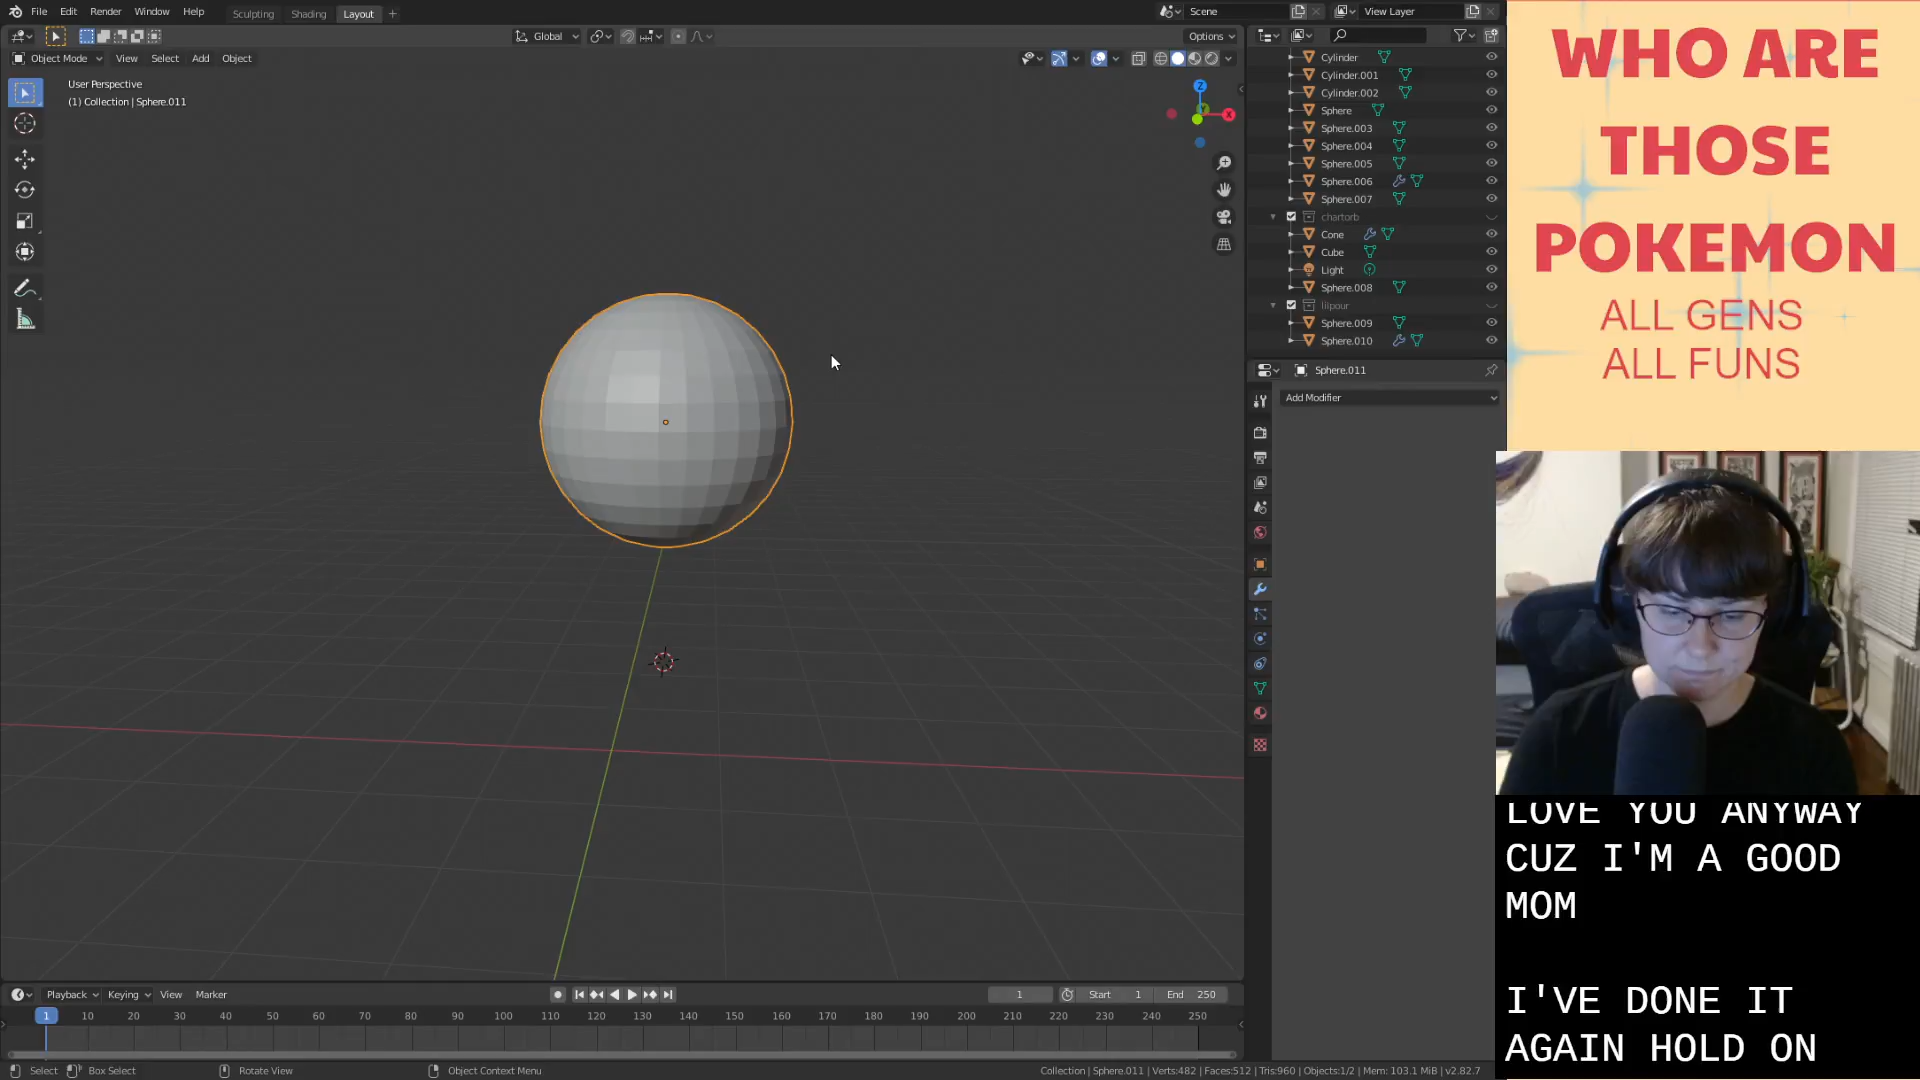 File Edit Render Window Help Sculpting Shading Layout + Scene View Layer
Global Options
Object Mode View Select Add Object
User Perspective
(1) Collection | Sphere.011
Z
Y
X
Cylinder
Cylinder.001
Cylinder.002
Sphere
Sphere.003
Sphere.004
Sphere.005
Sphere.006
Sphere.007
chartorb
Cone
Cube
Light
Sphere.008
lilpour
Sphere.009
Sphere.010
Sphere.011
Add Modifier
WHO ARE
THOSE
POKEMON
ALL GENS
ALL FUNS
LOVE YOU ANYWAY
CUZ I'M A GOOD
MOM
I'VE DONE IT
AGAIN HOLD ON
Playback Keying View Marker 1 Start 1 End 250
1 10 20 30 40 50 60 70 80 90 100 110 120 130 140 150 160 170 180 190 200 210 220 230 240 250
Select Box Select Rotate View Object Context Menu Collection | Sphere.011 | Verts:482 | Faces:512 | Tris:960 | Objects:1/2 | Mem: 103.1 MiB | v2.82.7